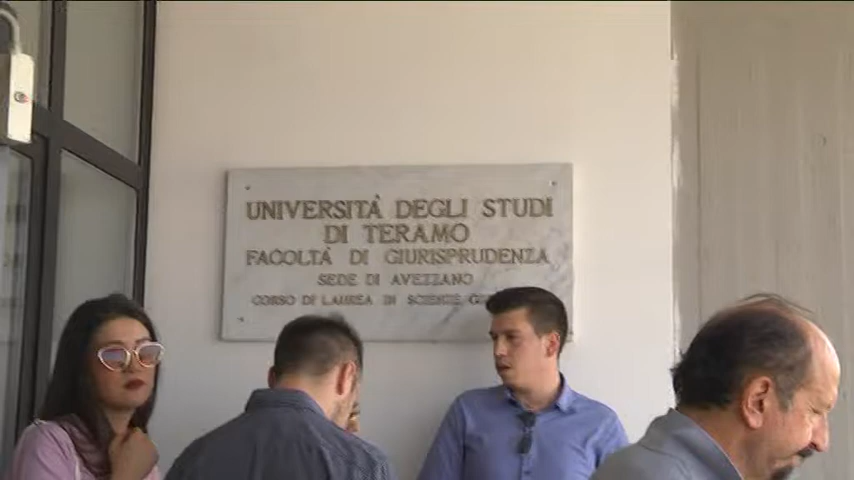 UNIVERSITÀ DEGLI STUDI
DI TERAMO
FACOLTÀ DI GIURISPRUDENZA
SEDE DI AVEZZANO
CORSO DI LAUREA IN SCIENZE